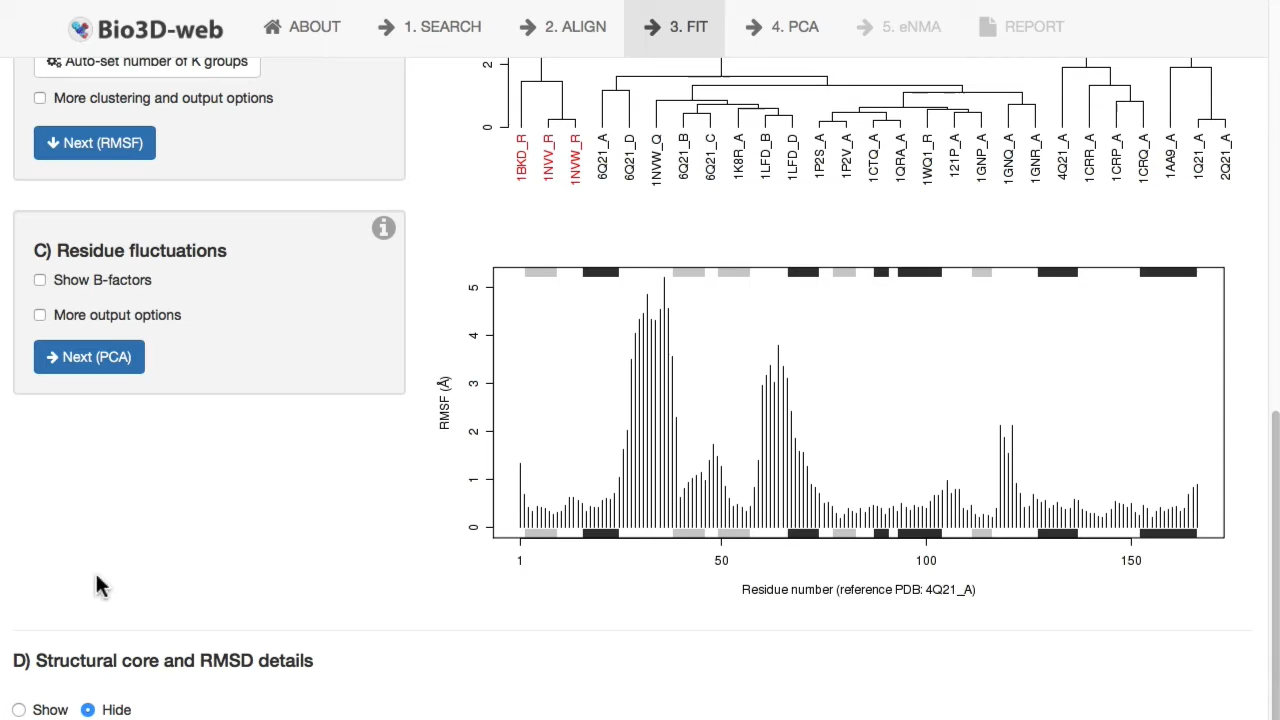 Bio3D-web
ABOUT
1. SEARCH
2. ALIGN
3. FIT
4. PCA
5. eNMA
REPORT
Auto-set number of K groups
More clustering and output options
Next (RMSF)
2
0
1BKD_R
1NVV_R
1NVW_R
6Q21_A
6Q21_D
1NVW_Q
6Q21_B
6Q21_C
1K8R_A
1LFD_B
1LFD_D
1P2S_A
1P2V_A
1CTQ_A
1QRA_A
1WQ1_R
121P_A
1GNP_A
1GNQ_A
1GNR_A
4Q21_A
1CRR_A
1CRP_A
1CRQ_A
1AA9_A
1Q21_A
2Q21_A
C) Residue fluctuations
Show B-factors
More output options
Next (PCA)
RMSF (Å)
5
4
3
2
1
0
1
50
100
150
Residue number (reference PDB: 4Q21_A)
D) Structural core and RMSD details
Show
Hide